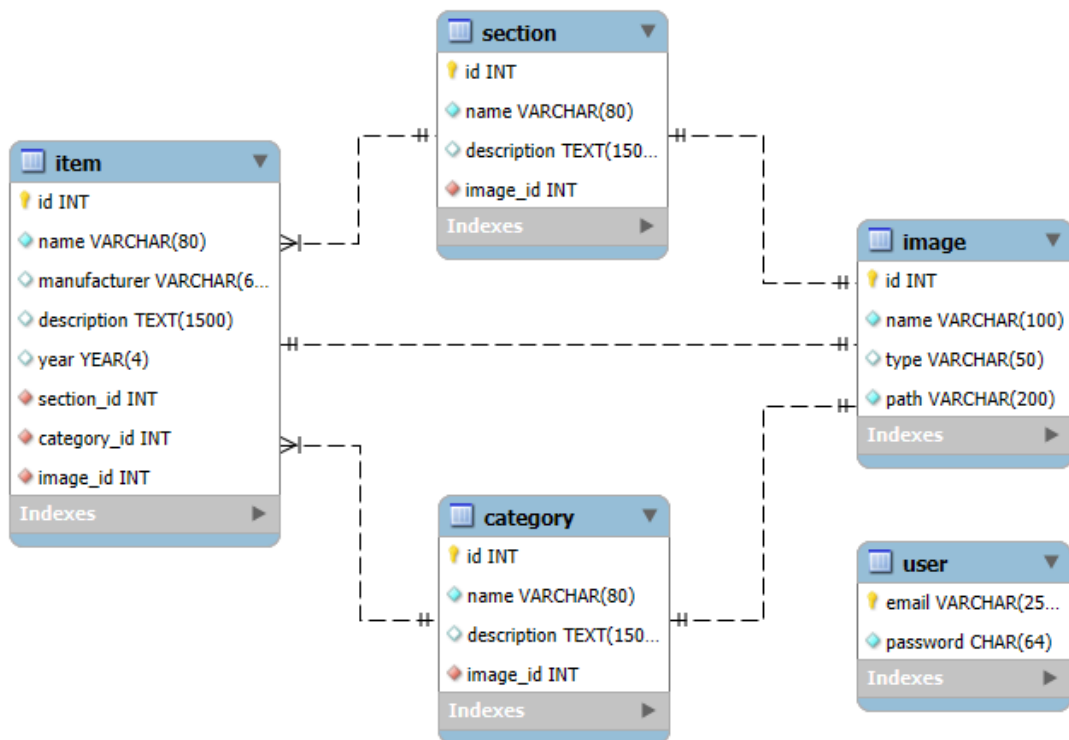 section
id INT
name VARCHAR(80)
description TEXT(150...
image_id INT
Indexes
item
id INT
name VARCHAR(80)
manufacturer VARCHAR(6...
description TEXT(1500)
year YEAR(4)
section_id INT
category_id INT
image_id INT
Indexes
image
id INT
name VARCHAR(100)
type VARCHAR(50)
path VARCHAR(200)
Indexes
category
id INT
name VARCHAR(80)
description TEXT(150...
image_id INT
Indexes
user
email VARCHAR(25...
password CHAR(64)
Indexes